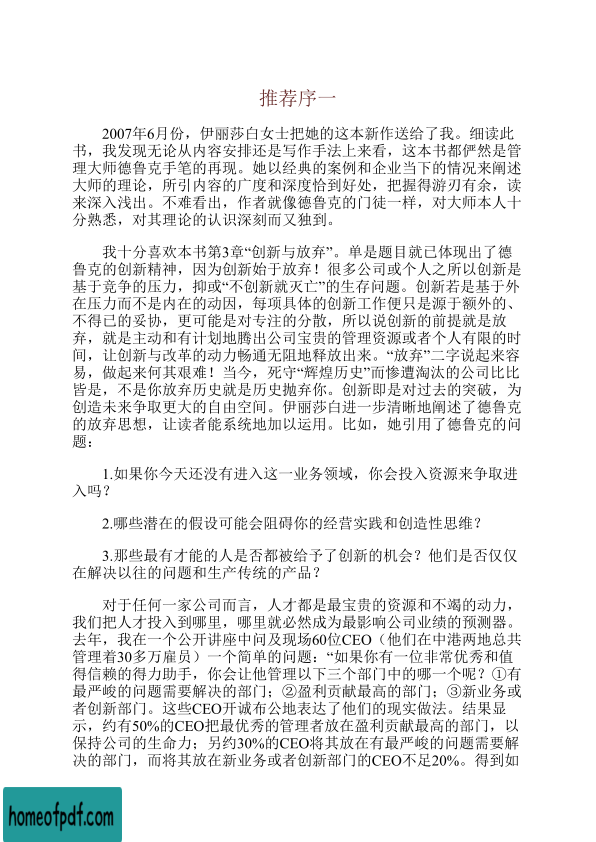 推荐序一
2007年6月份，伊丽莎白女士把她的这本新作送给了我。细读此
书，我发现无论从内容安排还是写作手法上来看，这本书都俨然是管
理大师德鲁克手笔的再现。她以经典的案例和企业当下的情况来阐述
大师的理论，所引内容的广度和深度恰到好处，把握得游刃有余，读
来深入浅出。不难看出，作者就像德鲁克的门徒一样，对大师本人十
分熟悉，对其理论的认识深刻而又独到。
我十分喜欢本书第3章“创新与放弃”。单是题目就已体现出了德
鲁克的创新精神，因为创新始于放弃！很多公司或个人之所以创新是
基于竞争的压力，抑或“不创新就灭亡”的生存问题。创新若是基于外
在压力而不是内在的动因，每项具体的创新工作便只是源于额外的、
不得已的妥协，更可能是对专注的分散，所以说创新的前提就是放
弃，就是主动和有计划地腾出公司宝贵的管理资源或者个人有限的时
间，让创新与改革的动力畅通无阻地释放出来。“放弃”二字说起来容
易，做起来何其艰难！当今，死守“辉煌历史”而惨遭淘汰的公司比比
皆是，不是你放弃历史就是历史抛弃你。创新即是对过去的突破，为
创造未来争取更大的自由空间。伊丽莎白进一步清晰地阐述了德鲁克
的放弃思想，让读者能系统地加以运用。比如，她引用了德鲁克的问
题：
1.如果你今天还没有进入这一业务领域，你会投入资源来争取进
入吗？
2.哪些潜在的假设可能会阻碍你的经营实践和创造性思维？
3.那些最有才能的人是否都被给予了创新的机会？他们是否仅仅
在解决以往的问题和生产传统的产品？
对于任何一家公司而言，人才都是最宝贵的资源和不竭的动力，
我们把人才投入到哪里，哪里就必然成为最影响公司业绩的预测器。
去年，我在一个公开讲座中问及现场60位CEO（他们在中港两地总共
管理着30多万雇员）一个简单的问题：“如果你有一位非常优秀和值
得信赖的得力助手，你会让他管理以下三个部门中的哪一个呢？①有
最严峻的问题需要解决的部门；②盈利贡献最高的部门；③新业务或
者创新部门。这些CEO开诚布公地表达了他们的现实做法。结果显
示，约有50%的CEO把最优秀的管理者放在盈利贡献最高的部门，以
保持公司的生命力；另约30%的CEO将其放在有最严峻的问题需要解
决的部门，而将其放在新业务或者创新部门的CEO不足20%。得到如
homeofpdf.com